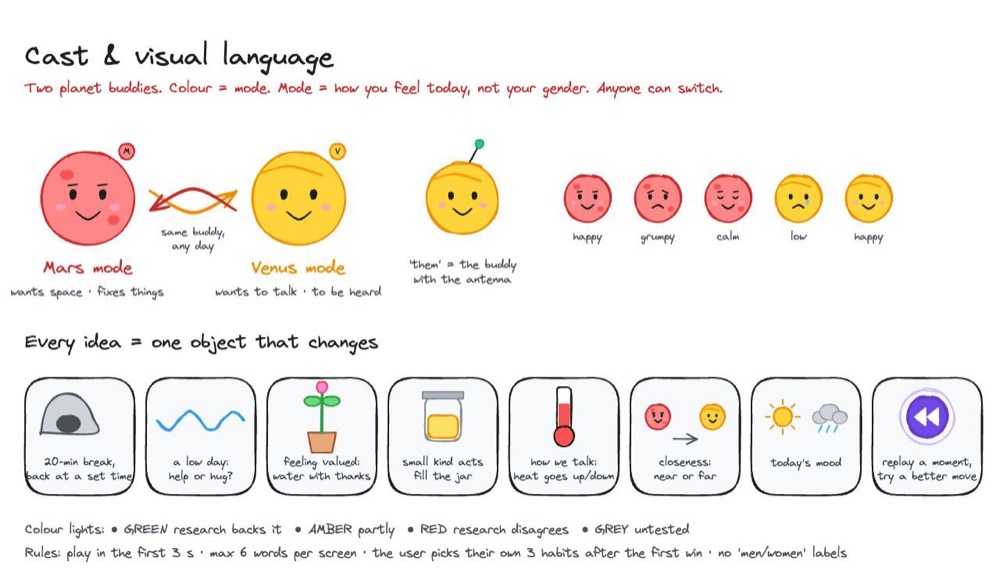 Cast & visual language
Two planet buddies. Colour = mode. Mode = how you feel today, not your gender. Anyone can switch.
M
V
same buddy,
any day
Mars mode
wants space · fixes things
Venus mode
wants to talk · to be heard
'them' = the buddy
with the antenna
happy
grumpy
calm
low
happy
Every idea = one object that changes
20-min break,
back at a set time
a low day:
help or hug?
feeling valued:
water with thanks
small kind acts
fill the jar
how we talk:
heat goes up/down
closeness:
near or far
today's mood
replay a moment,
try a better move
Colour lights: ● GREEN research backs it ● AMBER partly ● RED research disagrees ● GREY untested
Rules: play in the first 3 s · max 6 words per screen · the user picks their own 3 habits after the first win · no 'men/women' labels